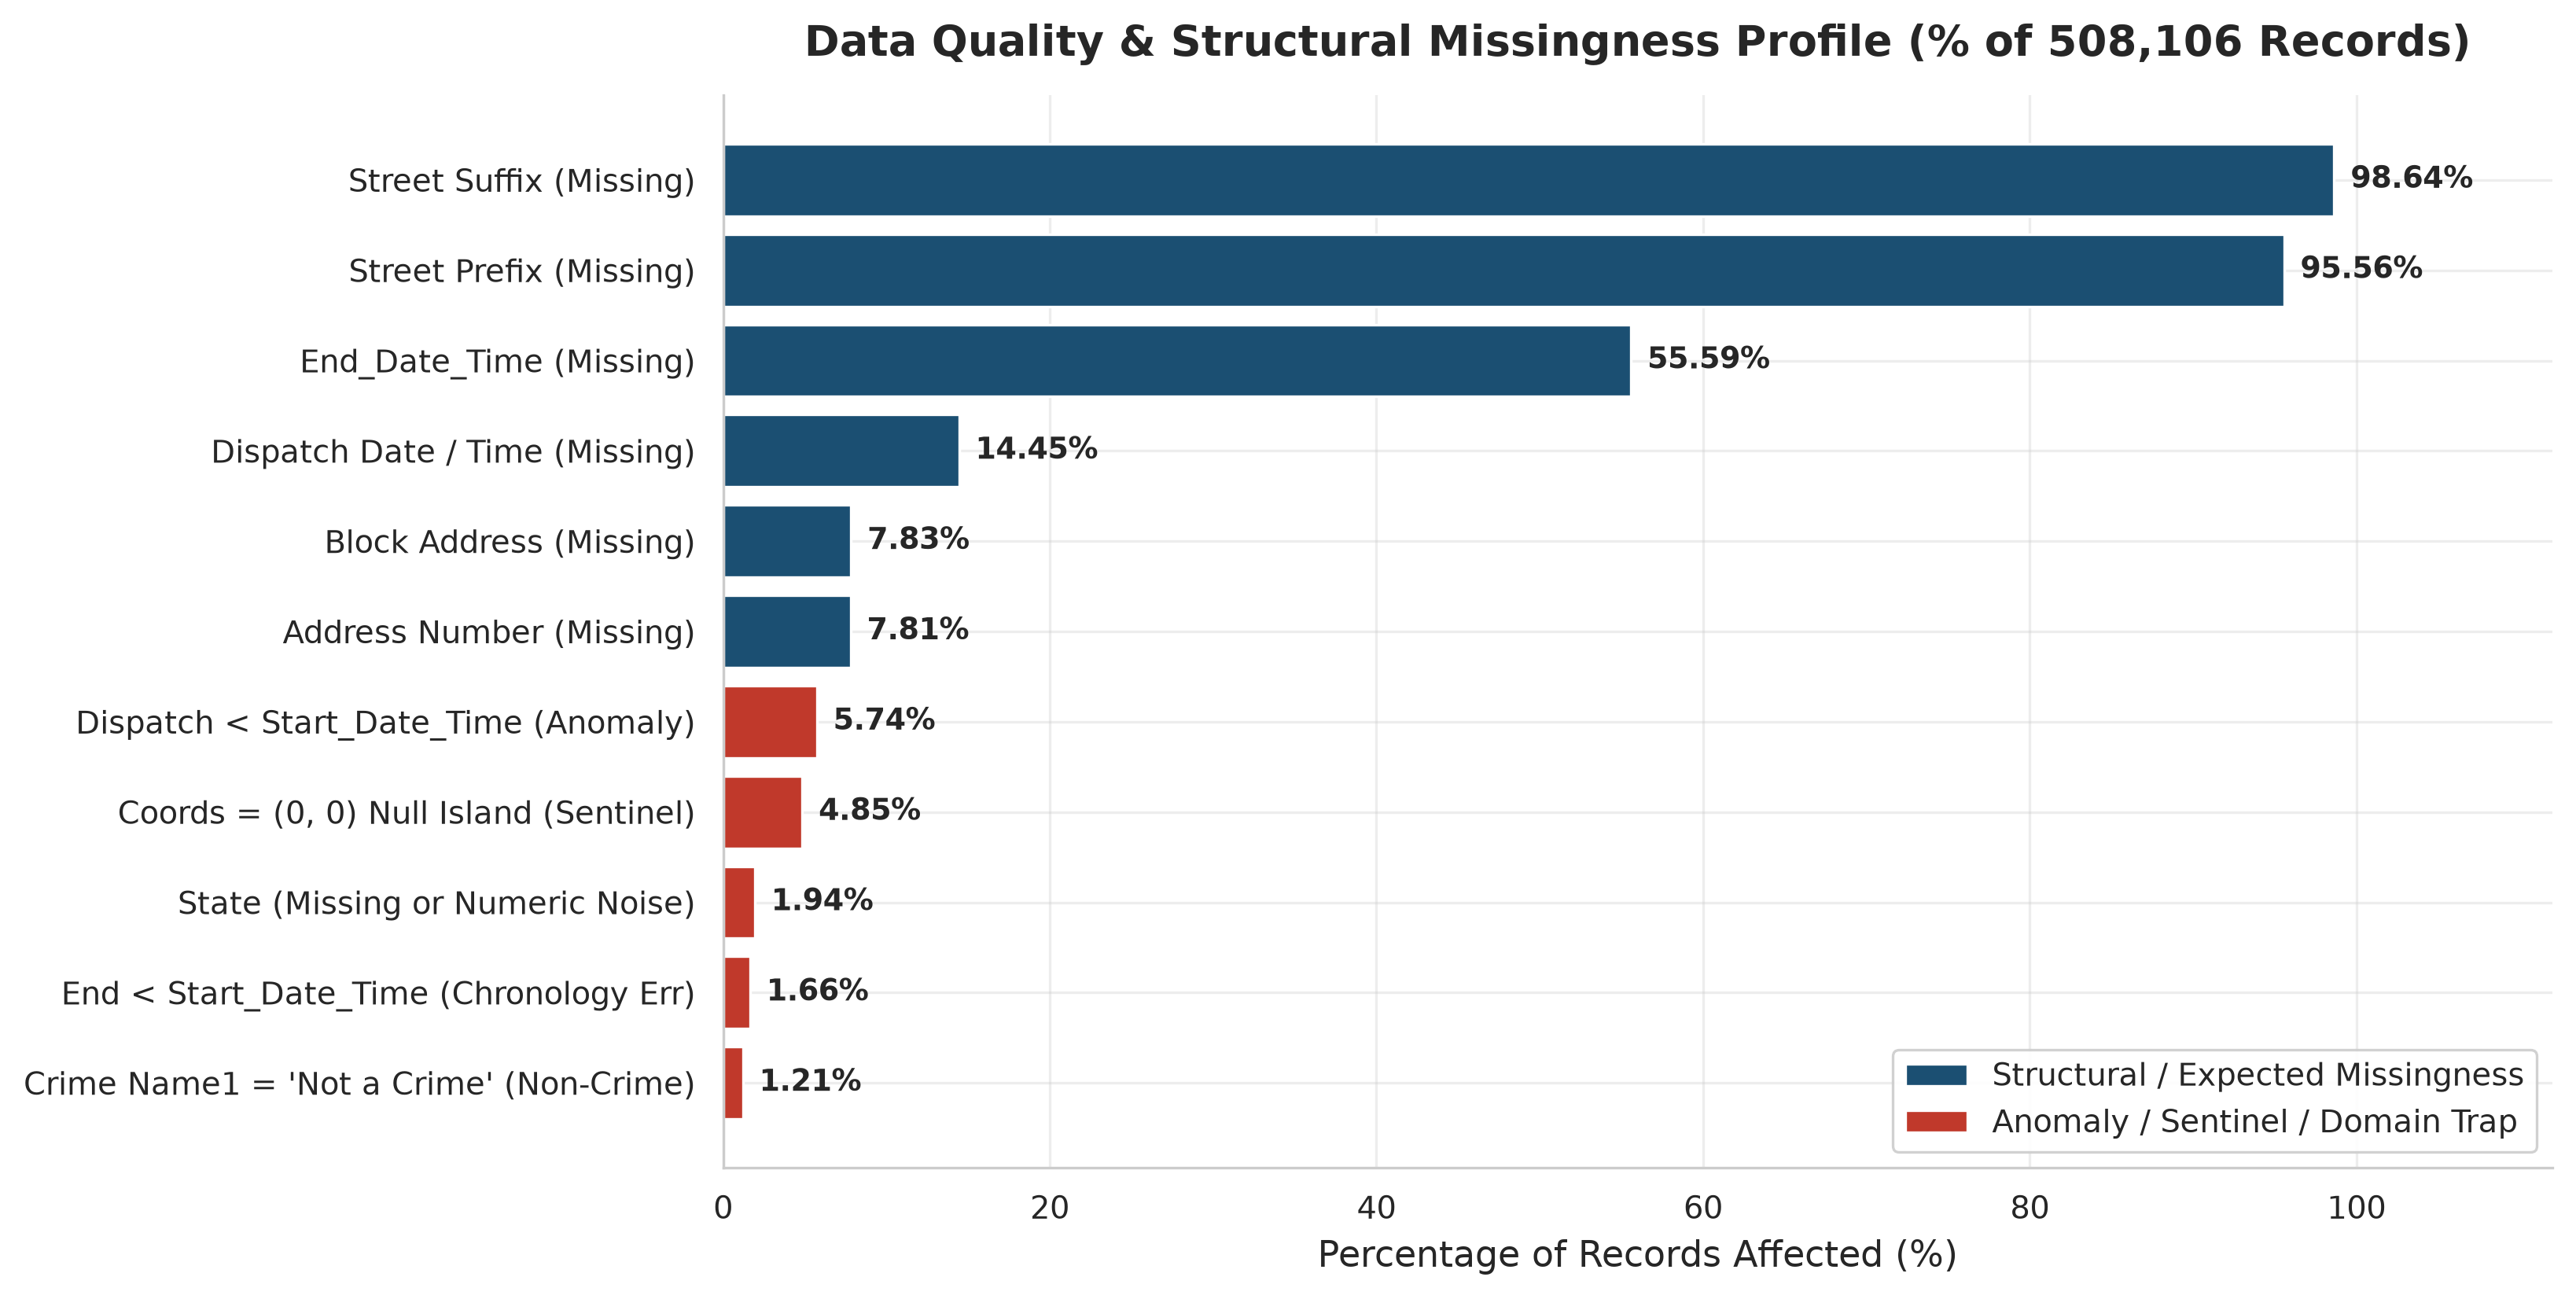 Data Quality & Structural Missingness Profile (% of 508,106 Records)
Street Suffix (Missing) 98.64%
Street Prefix (Missing) 95.56%
End_Date_Time (Missing) 55.59%
Dispatch Date / Time (Missing) 14.45%
Block Address (Missing) 7.83%
Address Number (Missing) 7.81%
Dispatch < Start_Date_Time (Anomaly) 5.74%
Coords = (0, 0) Null Island (Sentinel) 4.85%
State (Missing or Numeric Noise) 1.94%
End < Start_Date_Time (Chronology Err) 1.66%
Crime Name1 = 'Not a Crime' (Non-Crime) 1.21%
Structural / Expected Missingness
Anomaly / Sentinel / Domain Trap
0 20 40 60 80 100
Percentage of Records Affected (%)